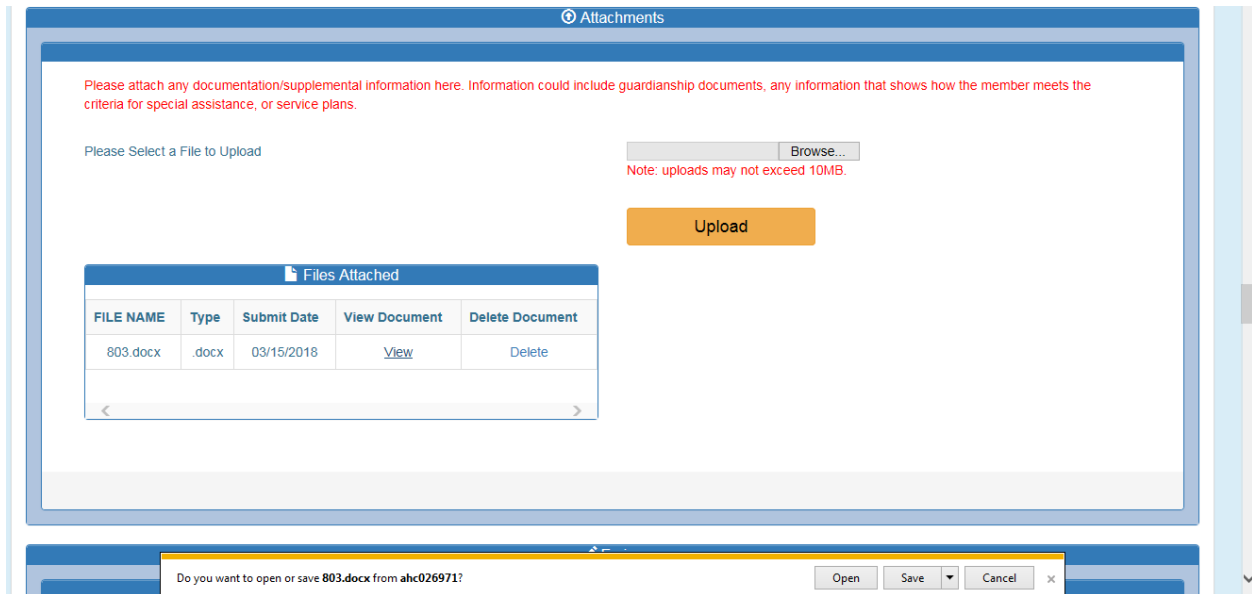 Attachments
Please attach any documentation/supplemental information here. Information could include guardianship documents, any information that shows how the member meets the
criteria for special assistance, or service plans.
Please Select a File to Upload
Browse...
Note: uploads may not exceed 10MB.
Upload
Files Attached
FILE NAME Type Submit Date View Document Delete Document
803.docx .docx 03/15/2018 View Delete
Do you want to open or save 803.docx from ahc026971?
Open Save Cancel